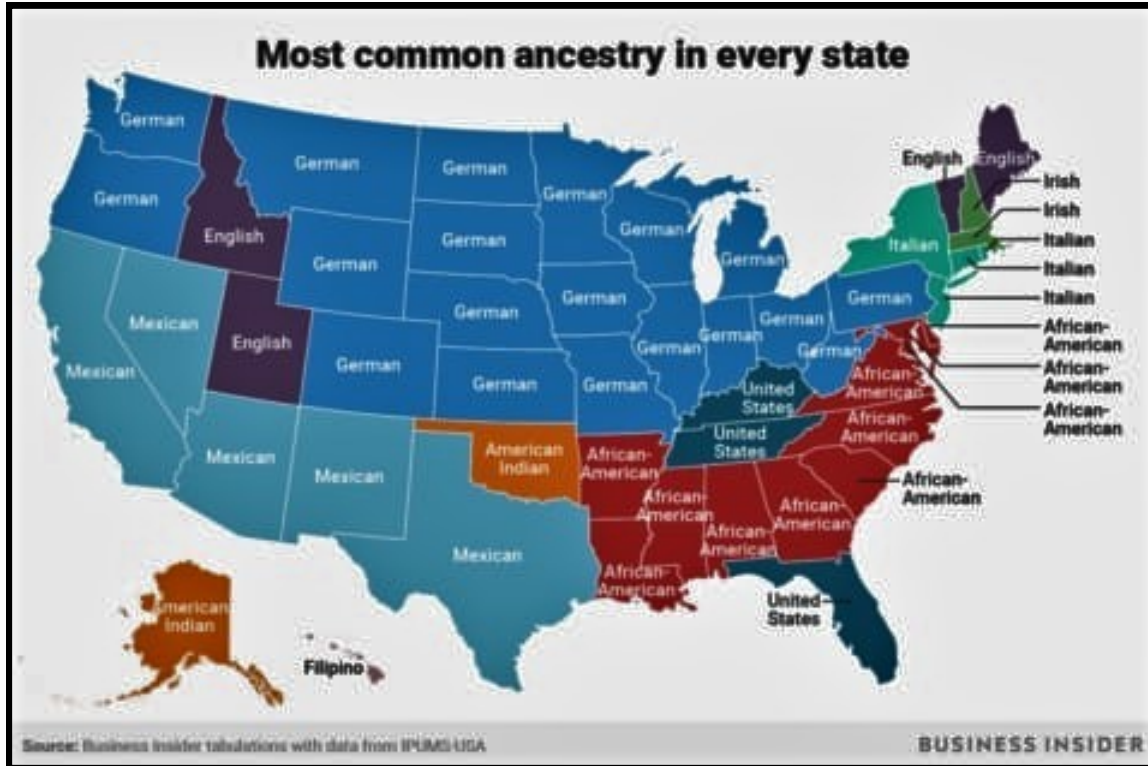 Most common ancestry in every state
German
German
German
German
German
English
German
German
German
German
English
English
Irish
Irish
Italian
Italian
Italian
Italian
German
German
German
German
German
German
German
German
German
German
German
Mexican
Mexican
English
Mexican
Mexican
Mexican
American
Indian
United
States
United
States
African-
American
African-
American
African-
American
African-
American
African-
American
African-
American
African-
American
African-
American
African-
American
African-
American
African-
American
United
States
American
Indian
Filipino
Source: Business Insider tabulations with data from IPUMS-USA
BUSINESS INSIDER